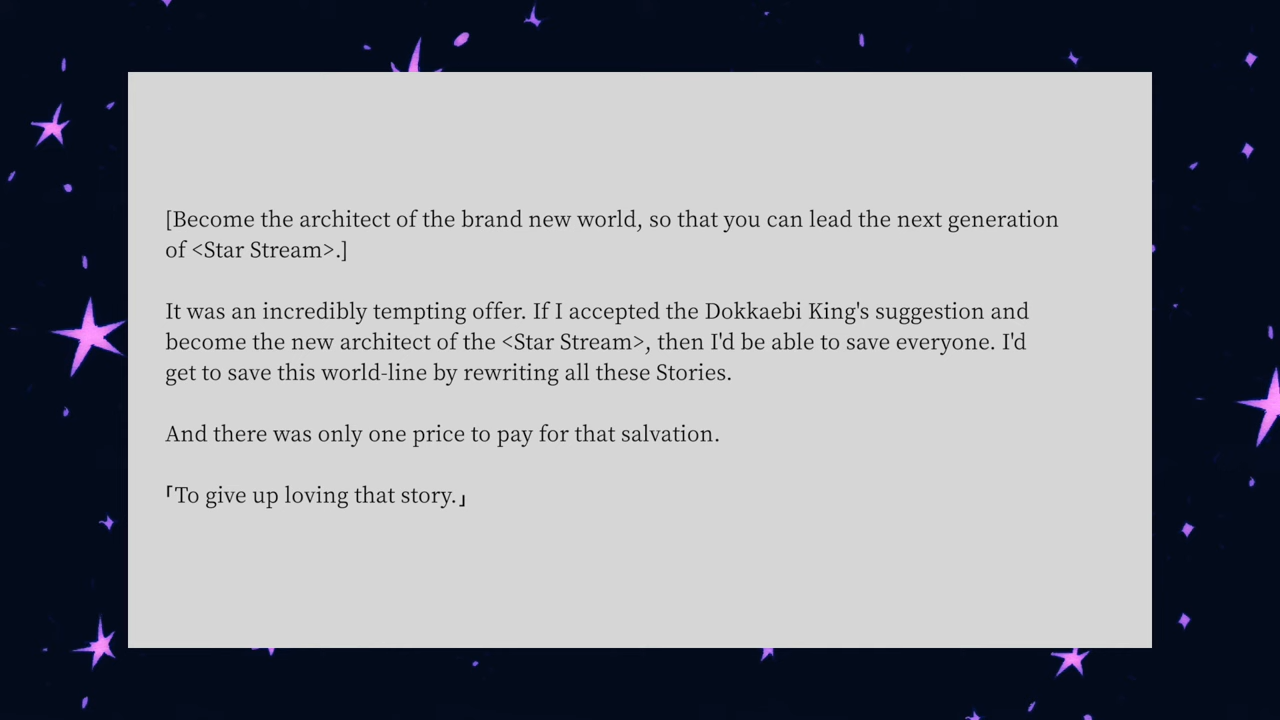 [Become the architect of the brand new world, so that you can lead the next generation
of <Star Stream>.]
It was an incredibly tempting offer. If I accepted the Dokkaebi King's suggestion and
become the new architect of the <Star Stream>, then I'd be able to save everyone. I'd
get to save this world-line by rewriting all these Stories.
And there was only one price to pay for that salvation.
「To give up loving that story.」